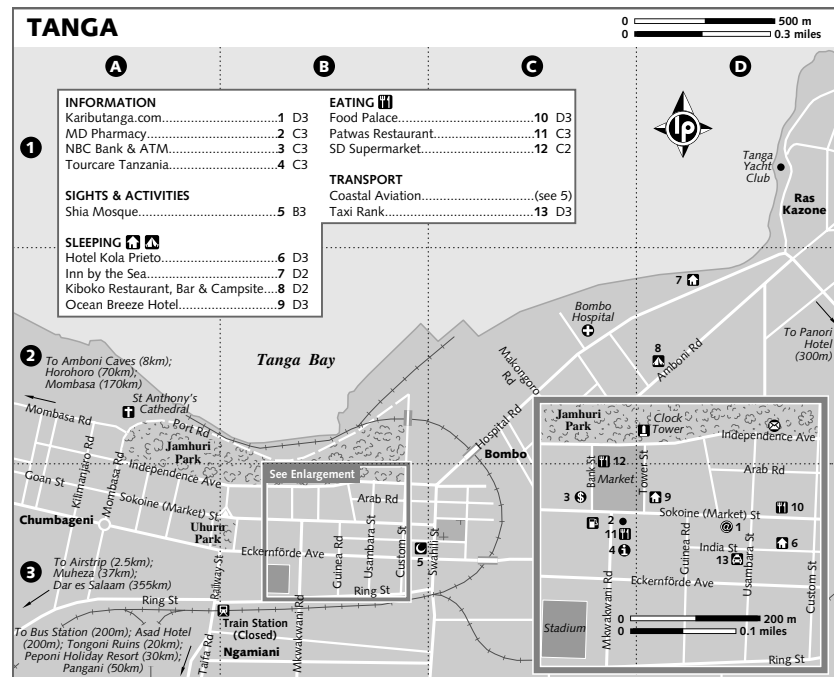 TANGA
0 500 m
0 0.3 miles
A B C D
INFORMATION
Kaributanga.com..........................1 D3
MD Pharmacy..............................2 C3
NBC Bank & ATM.........................3 C3
Tourcare Tanzania........................4 C3
SIGHTS & ACTIVITIES
Shia Mosque................................5 B3
SLEEPING
Hotel Kola Prieto..........................6 D3
Inn by the Sea..............................7 D2
Kiboko Restaurant, Bar & Campsite....8 D2
Ocean Breeze Hotel......................9 D3
EATING
Food Palace................................10 D3
Patwas Restaurant......................11 C3
SD Supermarket.........................12 C2
TRANSPORT
Coastal Aviation.....................(see 5)
Taxi Rank..................................13 D3
1
lp
Tanga
Yacht
Club
Ras
Kazone
7
Bombo
Hospital
8
Amboni Rd
To Panori
Hotel
(300m)
2
To Amboni Caves (8km);
Horohoro (70km);
Mombasa (170km)
Tanga Bay
Makongoro
Rd
St Anthony's
Cathedral
Mombasa Rd
Port Rd
Hospital Rd
Jamhuri
Park
Bombo
Kilimanjaro Rd
Mombasa Rd
Independence Ave
Goan St
Sokoine (Market) St
See Enlargement
Arab Rd
Chumbageni
Uhuru
Park
Eckernförde Ave
Guinea Rd
Usambara St
Custom St
Swahili St
5
3
To Airstrip (2.5km);
Muheza (37km);
Dar es Salaam (355km)
Railway St
Ring St
Ring St
Train Station
(Closed)
Ngamiani
Taifa Rd
Mkwakwani Rd
To Bus Station (200m); Asad Hotel
(200m); Tongoni Ruins (20km);
Peponi Holiday Resort (30km);
Pangani (50km)
Jamhuri
Park
Clock
Tower
Independence Ave
Bank St
12
Market
Tower St
Arab Rd
3
9
Sokoine (Market) St
10
2
1
11
4
Guinea Rd
India St
6
13
Usambara St
Eckernförde Ave
Custom St
Mkwakwani Rd
Stadium
0 200 m
0 0.1 miles
Ring St